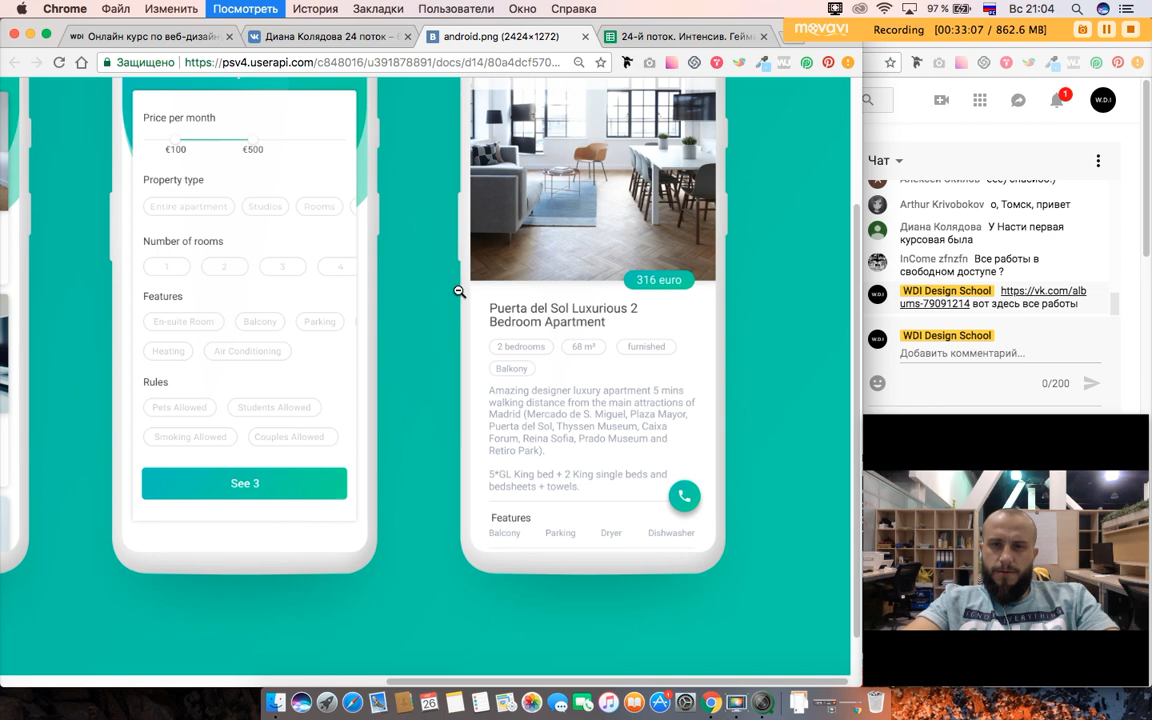 Chrome Файл Изменить Посмотреть История Закладки Пользователи Окно Справка
97 % Вс 21:04
Онлайн курс по веб-дизайн
Диана Колядова 24 поток –
android.png (2424×1272)
24-й поток. Интенсив. Гейм
movavi
Recording 00:33:07 / 862.6 MB
Защищено https://psv4.userapi.com/c848016/u391878891/docs/d14/80a4dcf570...
Price per month
€100 €500
Property type
Entire apartment Studios Rooms
Number of rooms
1 2 3 4
Features
En-suite Room Balcony Parking
Heating Air Conditioning
Rules
Pets Allowed Students Allowed
Smoking Allowed Couples Allowed
See 3
316 euro
Puerta del Sol Luxurious 2
Bedroom Apartment
2 bedrooms 68 m² furnished
Balkony
Amazing designer luxury apartment 5 mins
walking distance from the main attractions of
Madrid (Mercado de S. Miguel, Plaza Mayor,
Puerta del Sol, Thyssen Museum, Caixa
Forum, Reina Sofia, Prado Museum and
Retiro Park).
5*GL King bed + 2 King single beds and
bedsheets + towels.
Features
Balcony Parking Dryer Dishwasher
1
W.D.I
Чат
Arthur Krivobokov о, Томск, привет
Диана Колядова У Насти первая
курсовая была
InCome zfnzfn Все работы в
свободном доступе ?
WDI Design School https://vk.com/alb
ums-79091214 вот здесь все работы
WDI Design School
Добавить комментарий...
0/200